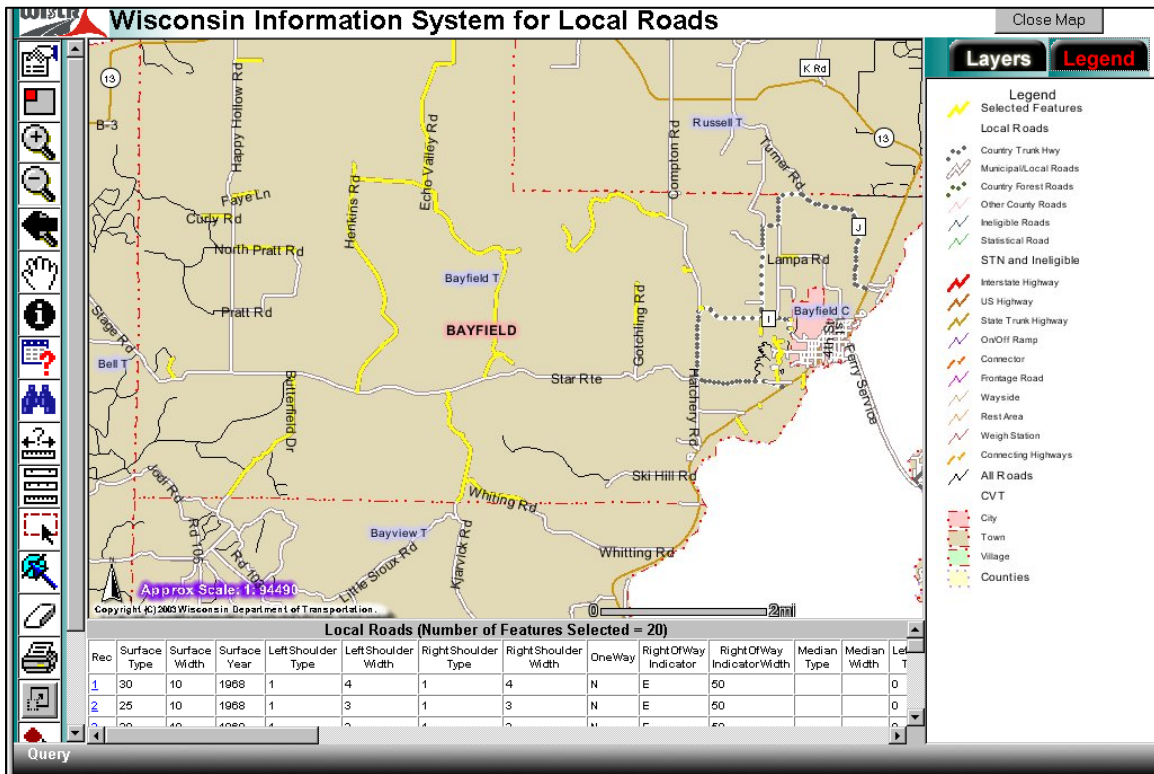 WISLR
Wisconsin Information System for Local Roads
Close Map
Layers
Legend
13
B-3
Happy Hollow Rd
Echo Valley Rd
Compton Rd
K Rd
Russell T
13
Turner Rd
Faye Ln
Curry Rd
Henkins Rd
North Pratt Rd
J
Lampa Rd
Bayfield T
Pratt Rd
BAYFIELD
Gotchling Rd
I
Bayfield C
4th St
1st
Ferry Service
Stage Rd
Bell T
Butterfield Dr
Star Rte
Hatchery Rd
Ski Hill Rd
Jodi Rd
Whiting Rd
Rd 105
Bayview T
Whitting Rd
Little Sioux Rd
Kjarvick Rd
Approx Scale: 1: 94490
Copyright (C) 2003 Wisconsin Department of Transportation.
0 2mi
Legend
Selected Features
Local Roads
Country Trunk Hwy
Municipal/Local Roads
Country Forest Roads
Other County Roads
Ineligible Roads
Statistical Road
STN and Ineligible
Interstate Highway
US Highway
State Trunk Highway
On/Off Ramp
Connector
Frontage Road
Wayside
Rest Area
Weigh Station
Connecting Highways
All Roads
CVT
City
Town
Village
Counties
Local Roads (Number of Features Selected = 20)
Rec Surface Type Surface Width Surface Year LeftShoulder Type LeftShoulder Width RightShoulder Type RightShoulder Width OneWay RightOfWay Indicator RightOfWay IndicatorWidth Median Type Median Width
1 30 10 1968 1 4 1 4 N E 50 0
2 25 10 1968 1 3 1 3 N E 50 0
Query